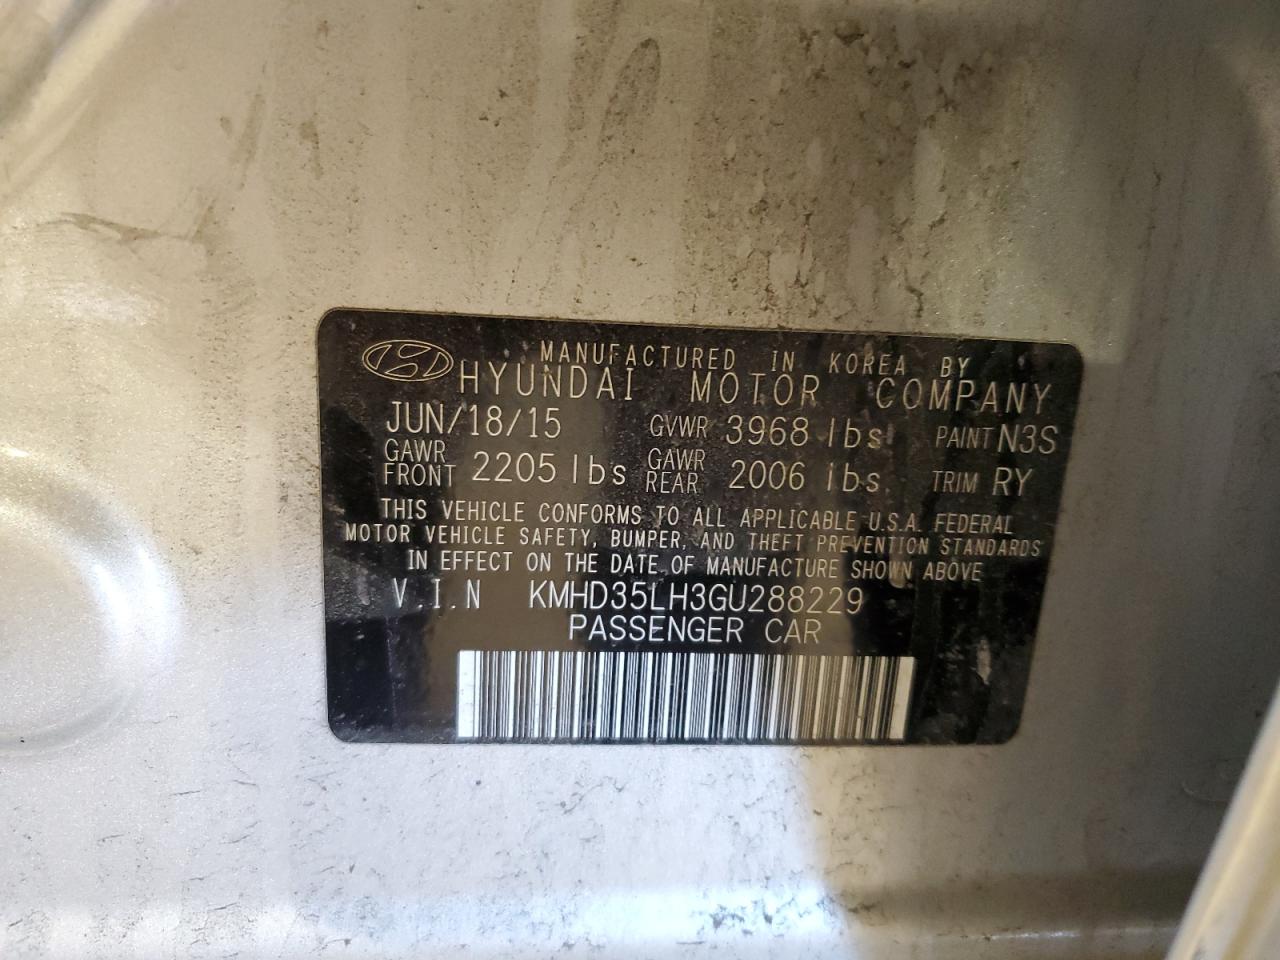 MANUFACTURED IN KOREA BY
HYUNDAI MOTOR COMPANY
JUN/18/15 GVWR 3968 lbs PAINT N3S
GAWR FRONT 2205 lbs GAWR REAR 2006 lbs TRIM RY
THIS VEHICLE CONFORMS TO ALL APPLICABLE U.S.A. FEDERAL
MOTOR VEHICLE SAFETY, BUMPER, AND THEFT PREVENTION STANDARDS
IN EFFECT ON THE DATE OF MANUFACTURE SHOWN ABOVE
V.I.N KMHD35LH3GU288229
PASSENGER CAR